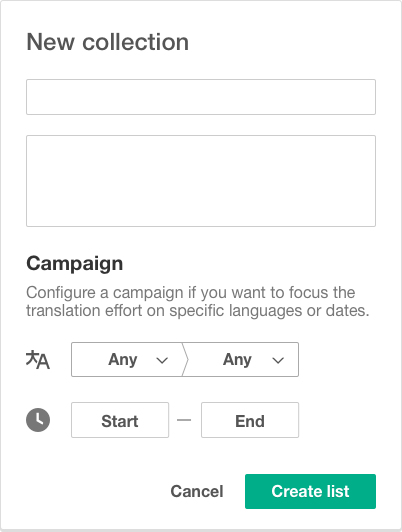 New collection
Campaign
Configure a campaign if you want to focus the
translation effort on specific languages or dates.
Any Any
Start — End
Cancel Create list